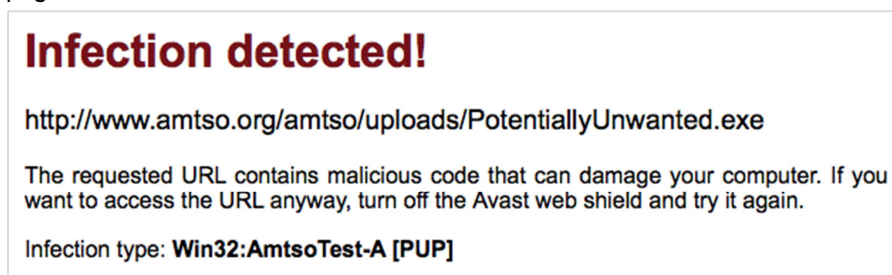 Infection detected!
http://www.amtso.org/amtso/uploads/PotentiallyUnwanted.exe
The requested URL contains malicious code that can damage your computer. If you
want to access the URL anyway, turn off the Avast web shield and try it again.
Infection type: Win32:AmtsoTest-A [PUP]